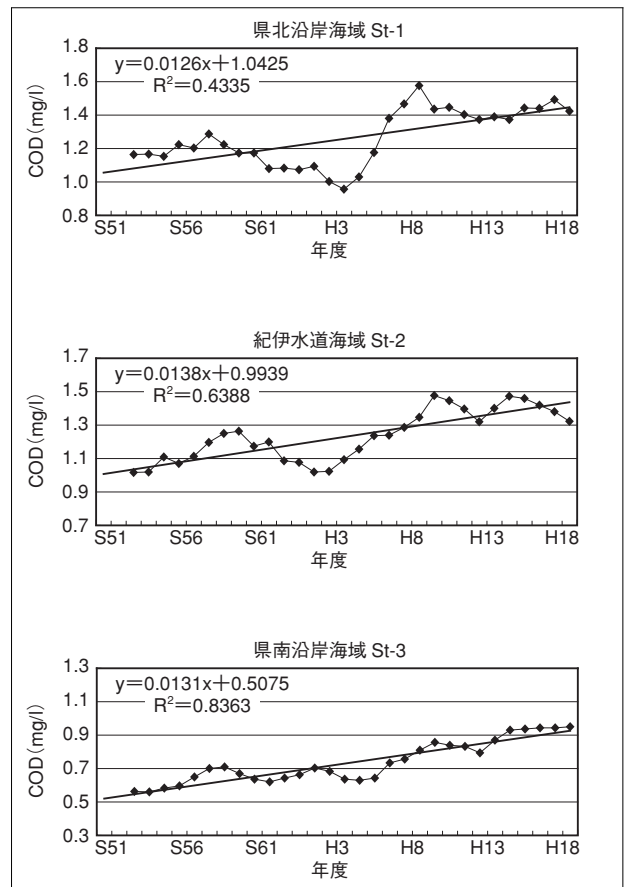 県北沿岸海域 St-1
1.8
1.6
1.4
1.2
1.0
0.8
COD(mg/l)
y=0.0126x+1.0425
R²=0.4335
S51 S56 S61 H3 H8 H13 H18
年度
紀伊水道海域 St-2
1.7
1.5
1.3
1.1
0.9
0.7
COD(mg/l)
y=0.0138x+0.9939
R²=0.6388
S51 S56 S61 H3 H8 H13 H18
年度
県南沿岸海域 St-3
1.3
1.1
0.9
0.7
0.5
0.3
COD(mg/l)
y=0.0131x+0.5075
R²=0.8363
S51 S56 S61 H3 H8 H13 H18
年度